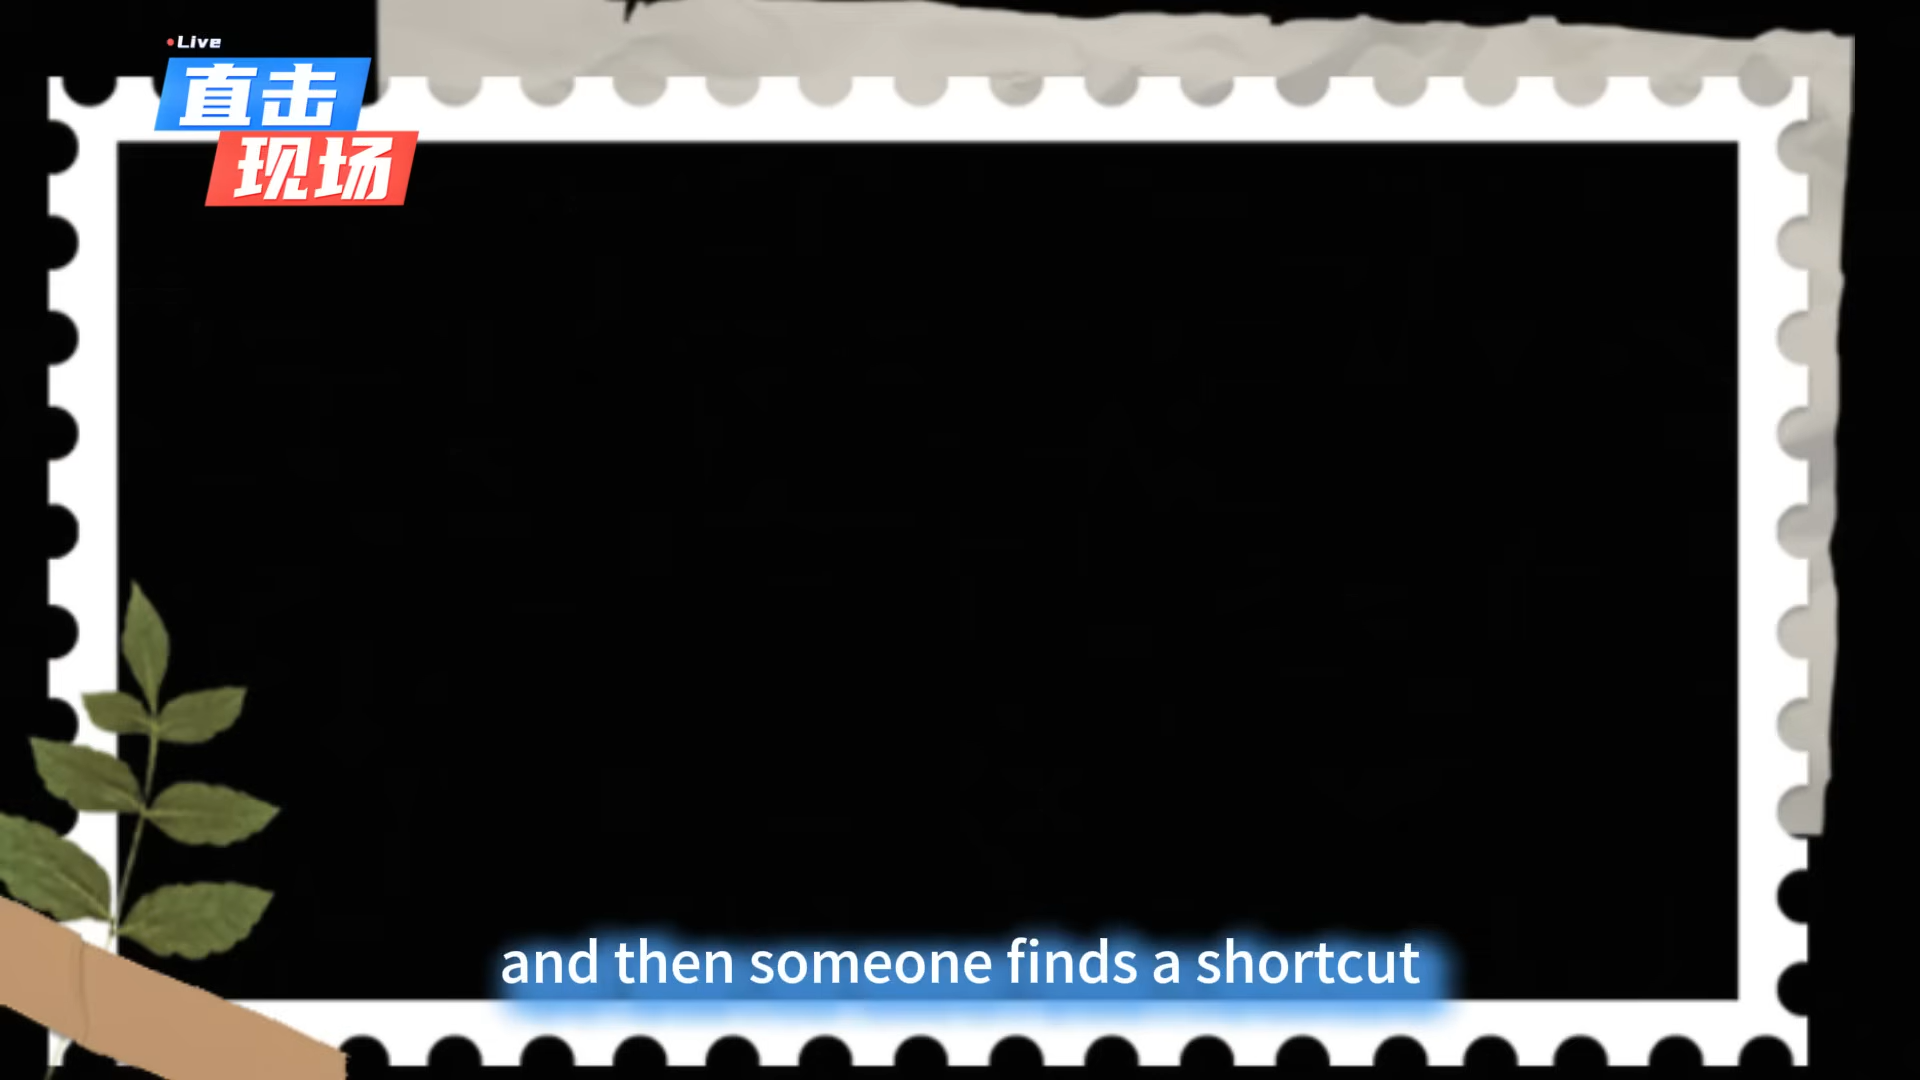 Live
直击
现场
and then someone finds a shortcut